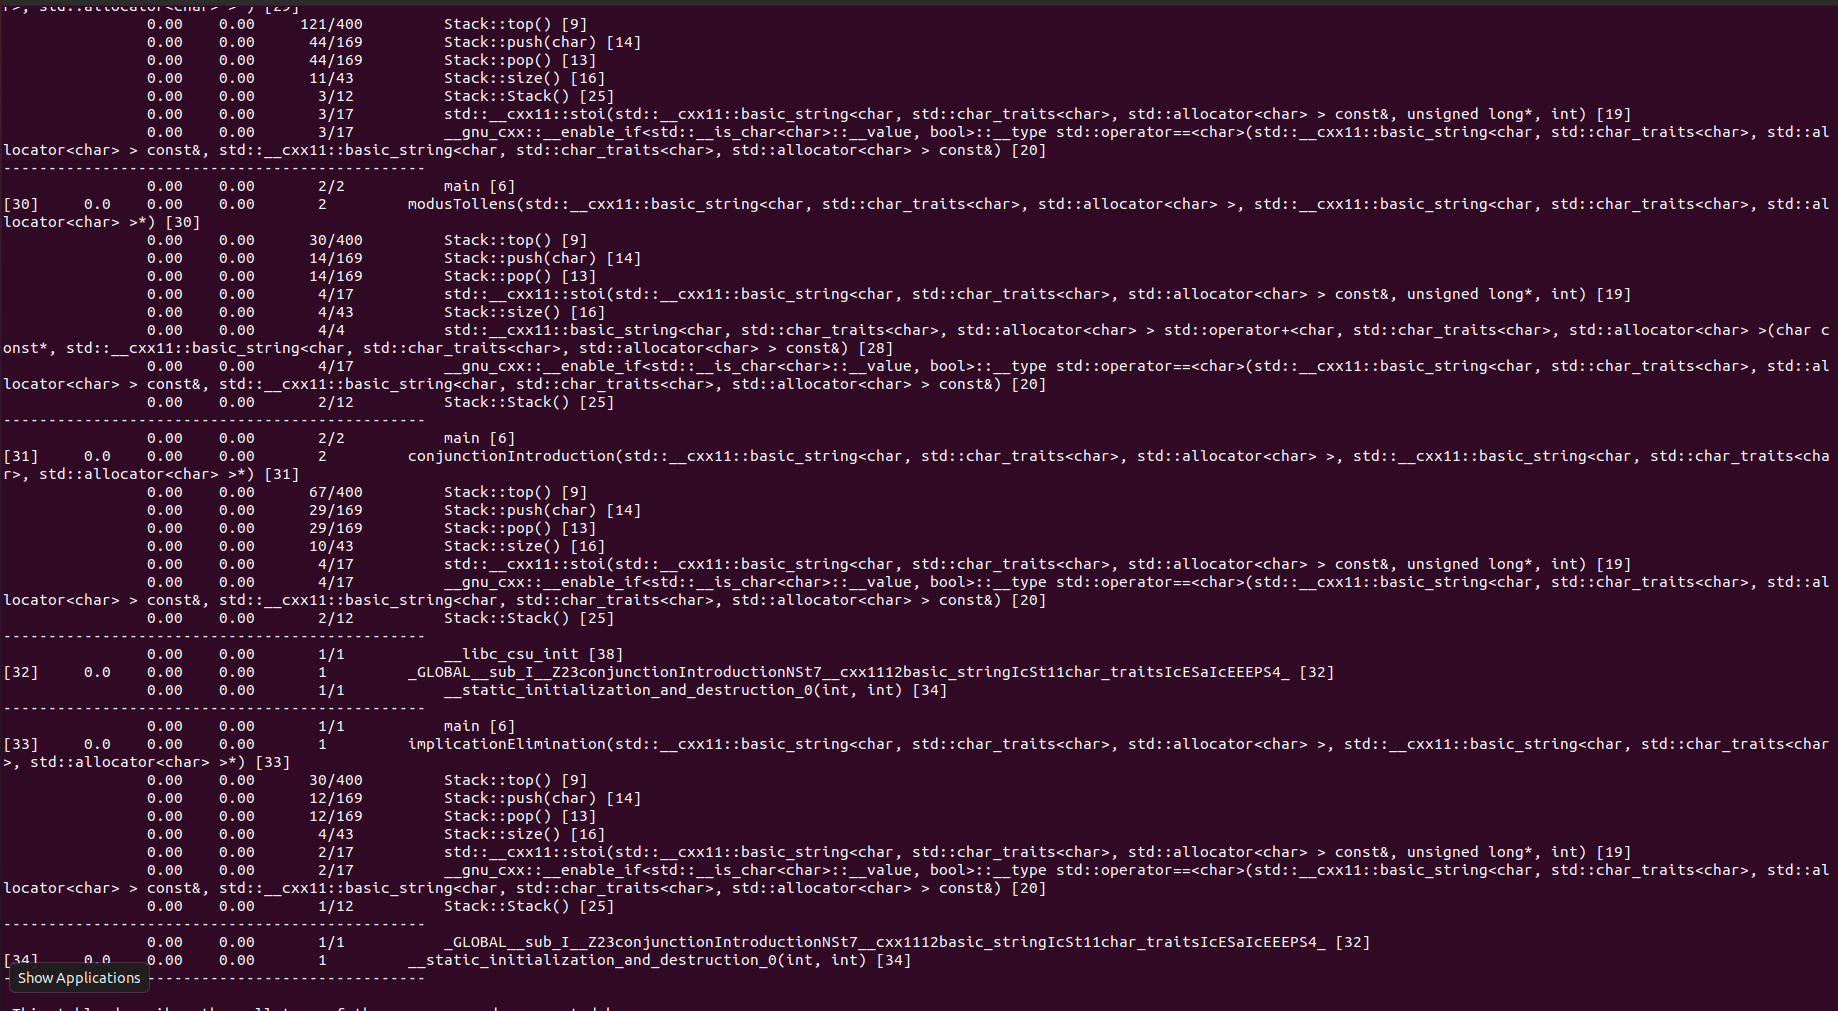 r>, std::allocator<char> >*) [29]
0.00 0.00 121/400 Stack::top() [9]
0.00 0.00 44/169 Stack::push(char) [14]
0.00 0.00 44/169 Stack::pop() [13]
0.00 0.00 11/43 Stack::size() [16]
0.00 0.00 3/12 Stack::Stack() [25]
0.00 0.00 3/17 std::__cxx11::stoi(std::__cxx11::basic_string<char, std::char_traits<char>, std::allocator<char> > const&, unsigned long*, int) [19]
0.00 0.00 3/17 __gnu_cxx::__enable_if<std::__is_char<char>::__value, bool>::__type std::operator==<char>(std::__cxx11::basic_string<char, std::char_traits<char>, std::al
locator<char> > const&, std::__cxx11::basic_string<char, std::char_traits<char>, std::allocator<char> > const&) [20]
-----------------------------------------------
0.00 0.00 2/2 main [6]
[30] 0.0 0.00 0.00 2 modusTollens(std::__cxx11::basic_string<char, std::char_traits<char>, std::allocator<char> >, std::__cxx11::basic_string<char, std::char_traits<char>, std::al
locator<char> >*) [30]
0.00 0.00 30/400 Stack::top() [9]
0.00 0.00 14/169 Stack::push(char) [14]
0.00 0.00 14/169 Stack::pop() [13]
0.00 0.00 4/17 std::__cxx11::stoi(std::__cxx11::basic_string<char, std::char_traits<char>, std::allocator<char> > const&, unsigned long*, int) [19]
0.00 0.00 4/43 Stack::size() [16]
0.00 0.00 4/4 std::__cxx11::basic_string<char, std::char_traits<char>, std::allocator<char> > std::operator+<char, std::char_traits<char>, std::allocator<char> >(char c
onst*, std::__cxx11::basic_string<char, std::char_traits<char>, std::allocator<char> > const&) [28]
0.00 0.00 4/17 __gnu_cxx::__enable_if<std::__is_char<char>::__value, bool>::__type std::operator==<char>(std::__cxx11::basic_string<char, std::char_traits<char>, std::al
locator<char> > const&, std::__cxx11::basic_string<char, std::char_traits<char>, std::allocator<char> > const&) [20]
0.00 0.00 2/12 Stack::Stack() [25]
-----------------------------------------------
0.00 0.00 2/2 main [6]
[31] 0.0 0.00 0.00 2 conjunctionIntroduction(std::__cxx11::basic_string<char, std::char_traits<char>, std::allocator<char> >, std::__cxx11::basic_string<char, std::char_traits<cha
r>, std::allocator<char> >*) [31]
0.00 0.00 67/400 Stack::top() [9]
0.00 0.00 29/169 Stack::push(char) [14]
0.00 0.00 29/169 Stack::pop() [13]
0.00 0.00 10/43 Stack::size() [16]
0.00 0.00 4/17 std::__cxx11::stoi(std::__cxx11::basic_string<char, std::char_traits<char>, std::allocator<char> > const&, unsigned long*, int) [19]
0.00 0.00 4/17 __gnu_cxx::__enable_if<std::__is_char<char>::__value, bool>::__type std::operator==<char>(std::__cxx11::basic_string<char, std::char_traits<char>, std::al
locator<char> > const&, std::__cxx11::basic_string<char, std::char_traits<char>, std::allocator<char> > const&) [20]
0.00 0.00 2/12 Stack::Stack() [25]
-----------------------------------------------
0.00 0.00 1/1 __libc_csu_init [38]
[32] 0.0 0.00 0.00 1 _GLOBAL__sub_I__Z23conjunctionIntroductionNSt7__cxx1112basic_stringIcSt11char_traitsIcESaIcEEEPS4_ [32]
0.00 0.00 1/1 __static_initialization_and_destruction_0(int, int) [34]
-----------------------------------------------
0.00 0.00 1/1 main [6]
[33] 0.0 0.00 0.00 1 implicationElimination(std::__cxx11::basic_string<char, std::char_traits<char>, std::allocator<char> >, std::__cxx11::basic_string<char, std::char_traits<char
>, std::allocator<char> >*) [33]
0.00 0.00 30/400 Stack::top() [9]
0.00 0.00 12/169 Stack::push(char) [14]
0.00 0.00 12/169 Stack::pop() [13]
0.00 0.00 4/43 Stack::size() [16]
0.00 0.00 2/17 std::__cxx11::stoi(std::__cxx11::basic_string<char, std::char_traits<char>, std::allocator<char> > const&, unsigned long*, int) [19]
0.00 0.00 2/17 __gnu_cxx::__enable_if<std::__is_char<char>::__value, bool>::__type std::operator==<char>(std::__cxx11::basic_string<char, std::char_traits<char>, std::al
locator<char> > const&, std::__cxx11::basic_string<char, std::char_traits<char>, std::allocator<char> > const&) [20]
0.00 0.00 1/12 Stack::Stack() [25]
-----------------------------------------------
0.00 0.00 1/1 _GLOBAL__sub_I__Z23conjunctionIntroductionNSt7__cxx1112basic_stringIcSt11char_traitsIcESaIcEEEPS4_ [32]
[34] 0.0 0.00 0.00 1 __static_initialization_and_destruction_0(int, int) [34]
Show Applications